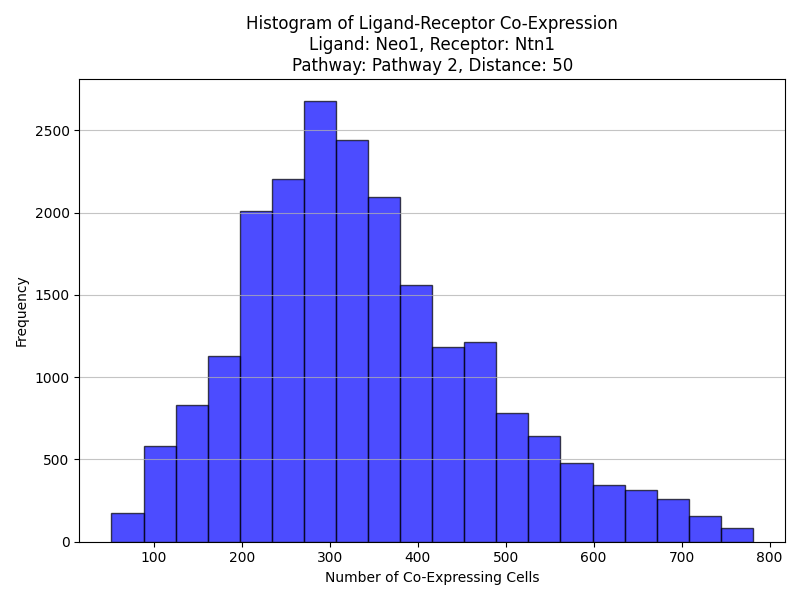 Histogram of Ligand-Receptor Co-Expression
Ligand: Neo1, Receptor: Ntn1
Pathway: Pathway 2, Distance: 50
2500
2000
1500
1000
500
0
Frequency
100 200 300 400 500 600 700 800
Number of Co-Expressing Cells